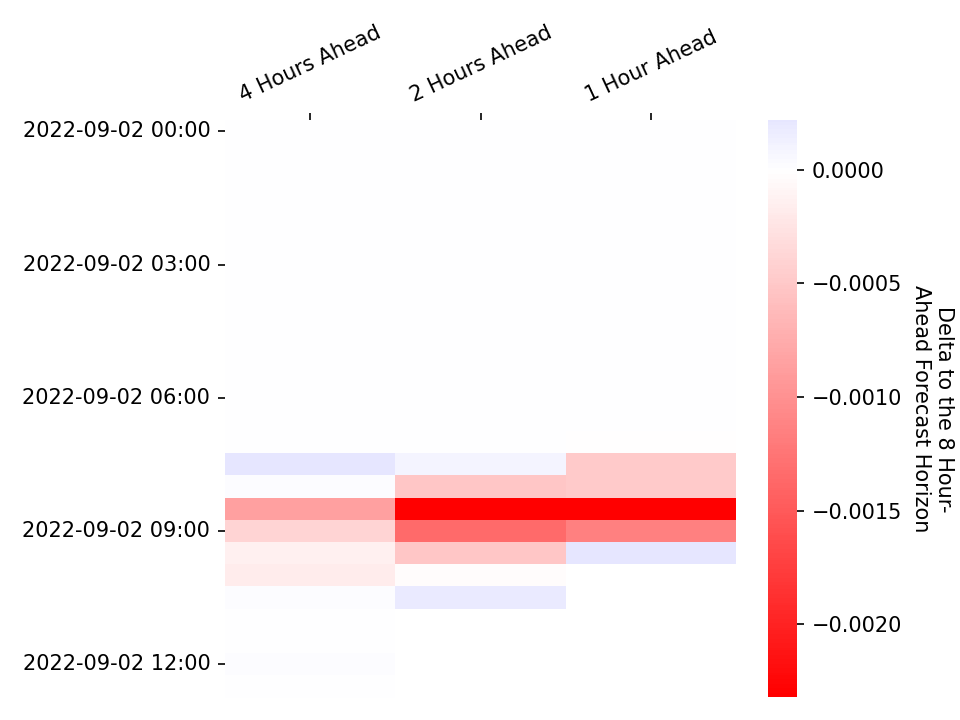 4 Hours Ahead
2 Hours Ahead
1 Hour Ahead
2022-09-02 00:00
2022-09-02 03:00
2022-09-02 06:00
2022-09-02 09:00
2022-09-02 12:00
0.0000
−0.0005
−0.0010
−0.0015
−0.0020
Delta to the 8 Hour-
Ahead Forecast Horizon